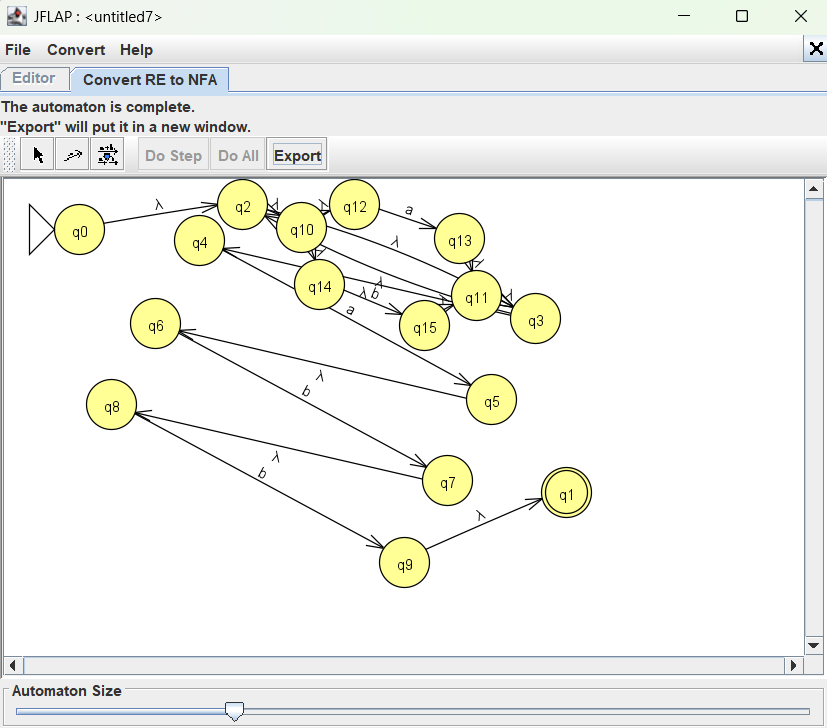 JFLAP : <untitled7>
File Convert Help
Editor Convert RE to NFA
The automaton is complete.
"Export" will put it in a new window.
Do Step Do All Export
λ q2 λ λ q12 a
q0 q4 q10 λ q13
q14 λ λ b λ q11 λ λ
q6 a q15 q3
λ
b q5
q8
λ
b q7 q1
λ
q9
Automaton Size